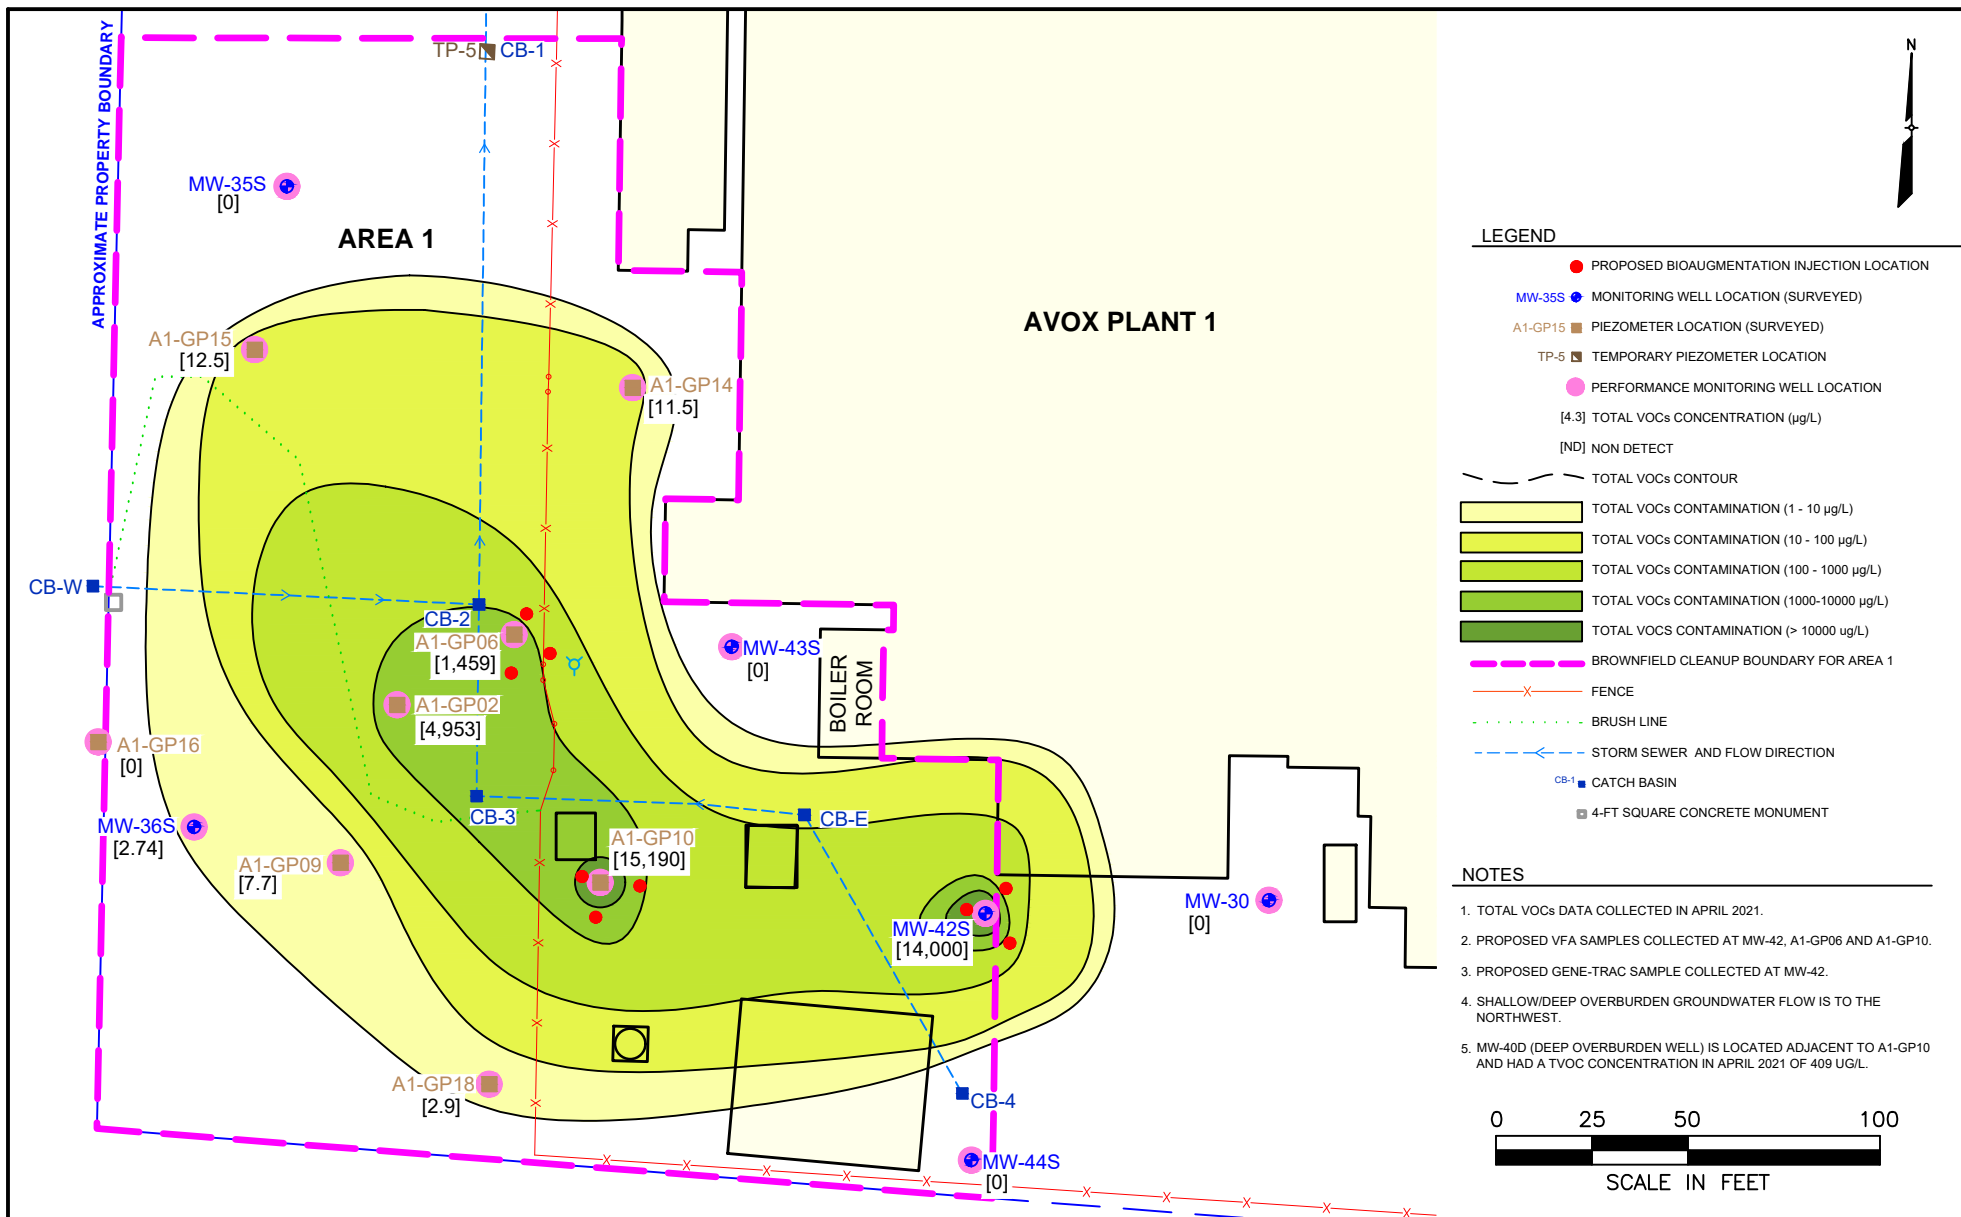 APPROXIMATE PROPERTY BOUNDARY
TP-5
CB-1
MW-35S
[0]
AREA 1
A1-GP15
[12.5]
A1-GP14
[11.5]
AVOX PLANT 1
CB-W
CB-2
A1-GP06
[1,459]
MW-43S
[0]
BOILER
ROOM
A1-GP02
[4,953]
A1-GP16
[0]
MW-36S
[2.74]
CB-3
CB-E
A1-GP09
[7.7]
A1-GP10
[15,190]
MW-42S
[14,000]
MW-30
[0]
A1-GP18
[2.9]
CB-4
MW-44S
[0]
N
LEGEND
PROPOSED BIOAUGMENTATION INJECTION LOCATION
MW-35S MONITORING WELL LOCATION (SURVEYED)
A1-GP15 PIEZOMETER LOCATION (SURVEYED)
TP-5 TEMPORARY PIEZOMETER LOCATION
PERFORMANCE MONITORING WELL LOCATION
[4.3] TOTAL VOCs CONCENTRATION (µg/L)
[ND] NON DETECT
TOTAL VOCs CONTOUR
TOTAL VOCs CONTAMINATION (1 - 10 µg/L)
TOTAL VOCs CONTAMINATION (10 - 100 µg/L)
TOTAL VOCs CONTAMINATION (100 - 1000 µg/L)
TOTAL VOCs CONTAMINATION (1000-10000 µg/L)
TOTAL VOCS CONTAMINATION (> 10000 ug/L)
BROWNFIELD CLEANUP BOUNDARY FOR AREA 1
FENCE
BRUSH LINE
STORM SEWER AND FLOW DIRECTION
CB-1 CATCH BASIN
4-FT SQUARE CONCRETE MONUMENT
NOTES
1. TOTAL VOCs DATA COLLECTED IN APRIL 2021.
2. PROPOSED VFA SAMPLES COLLECTED AT MW-42, A1-GP06 AND A1-GP10.
3. PROPOSED GENE-TRAC SAMPLE COLLECTED AT MW-42.
4. SHALLOW/DEEP OVERBURDEN GROUNDWATER FLOW IS TO THE
NORTHWEST.
5. MW-40D (DEEP OVERBURDEN WELL) IS LOCATED ADJACENT TO A1-GP10
AND HAD A TVOC CONCENTRATION IN APRIL 2021 OF 409 UG/L.
0 25 50 100
SCALE IN FEET